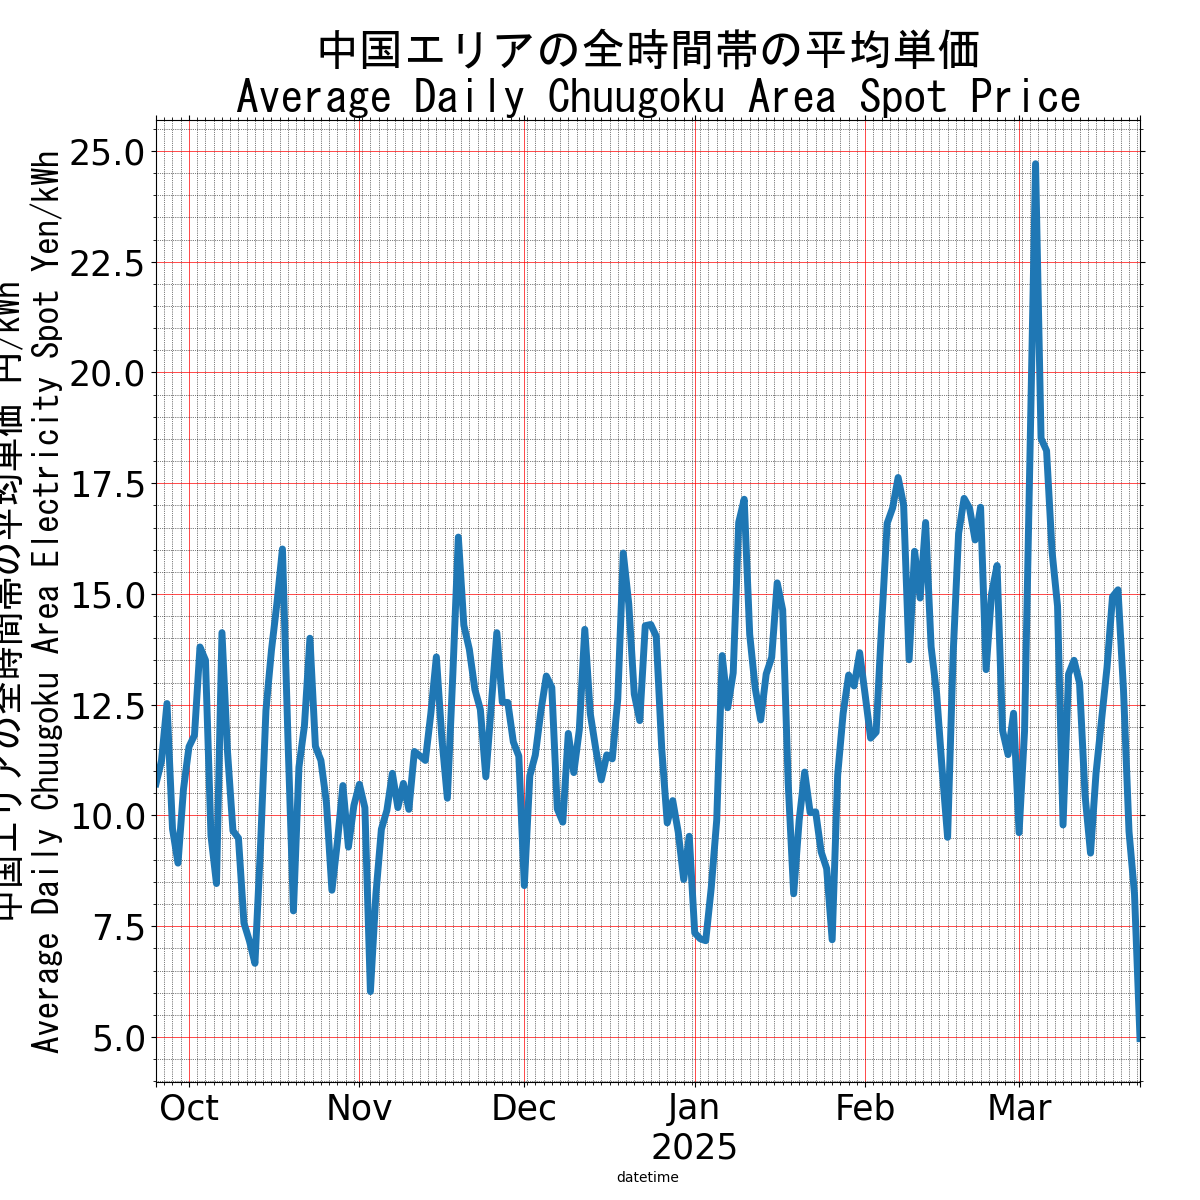 中国エリアの全時間帯の平均単価
Average Daily Chuugoku Area Spot Price
中国エリアの全時間帯の平均単価 円/kWh
Average Daily Chuugoku Area Electricity Spot Yen/kWh
25.0
22.5
20.0
17.5
15.0
12.5
10.0
7.5
5.0
Oct Nov Dec Jan Feb Mar
2025
datetime